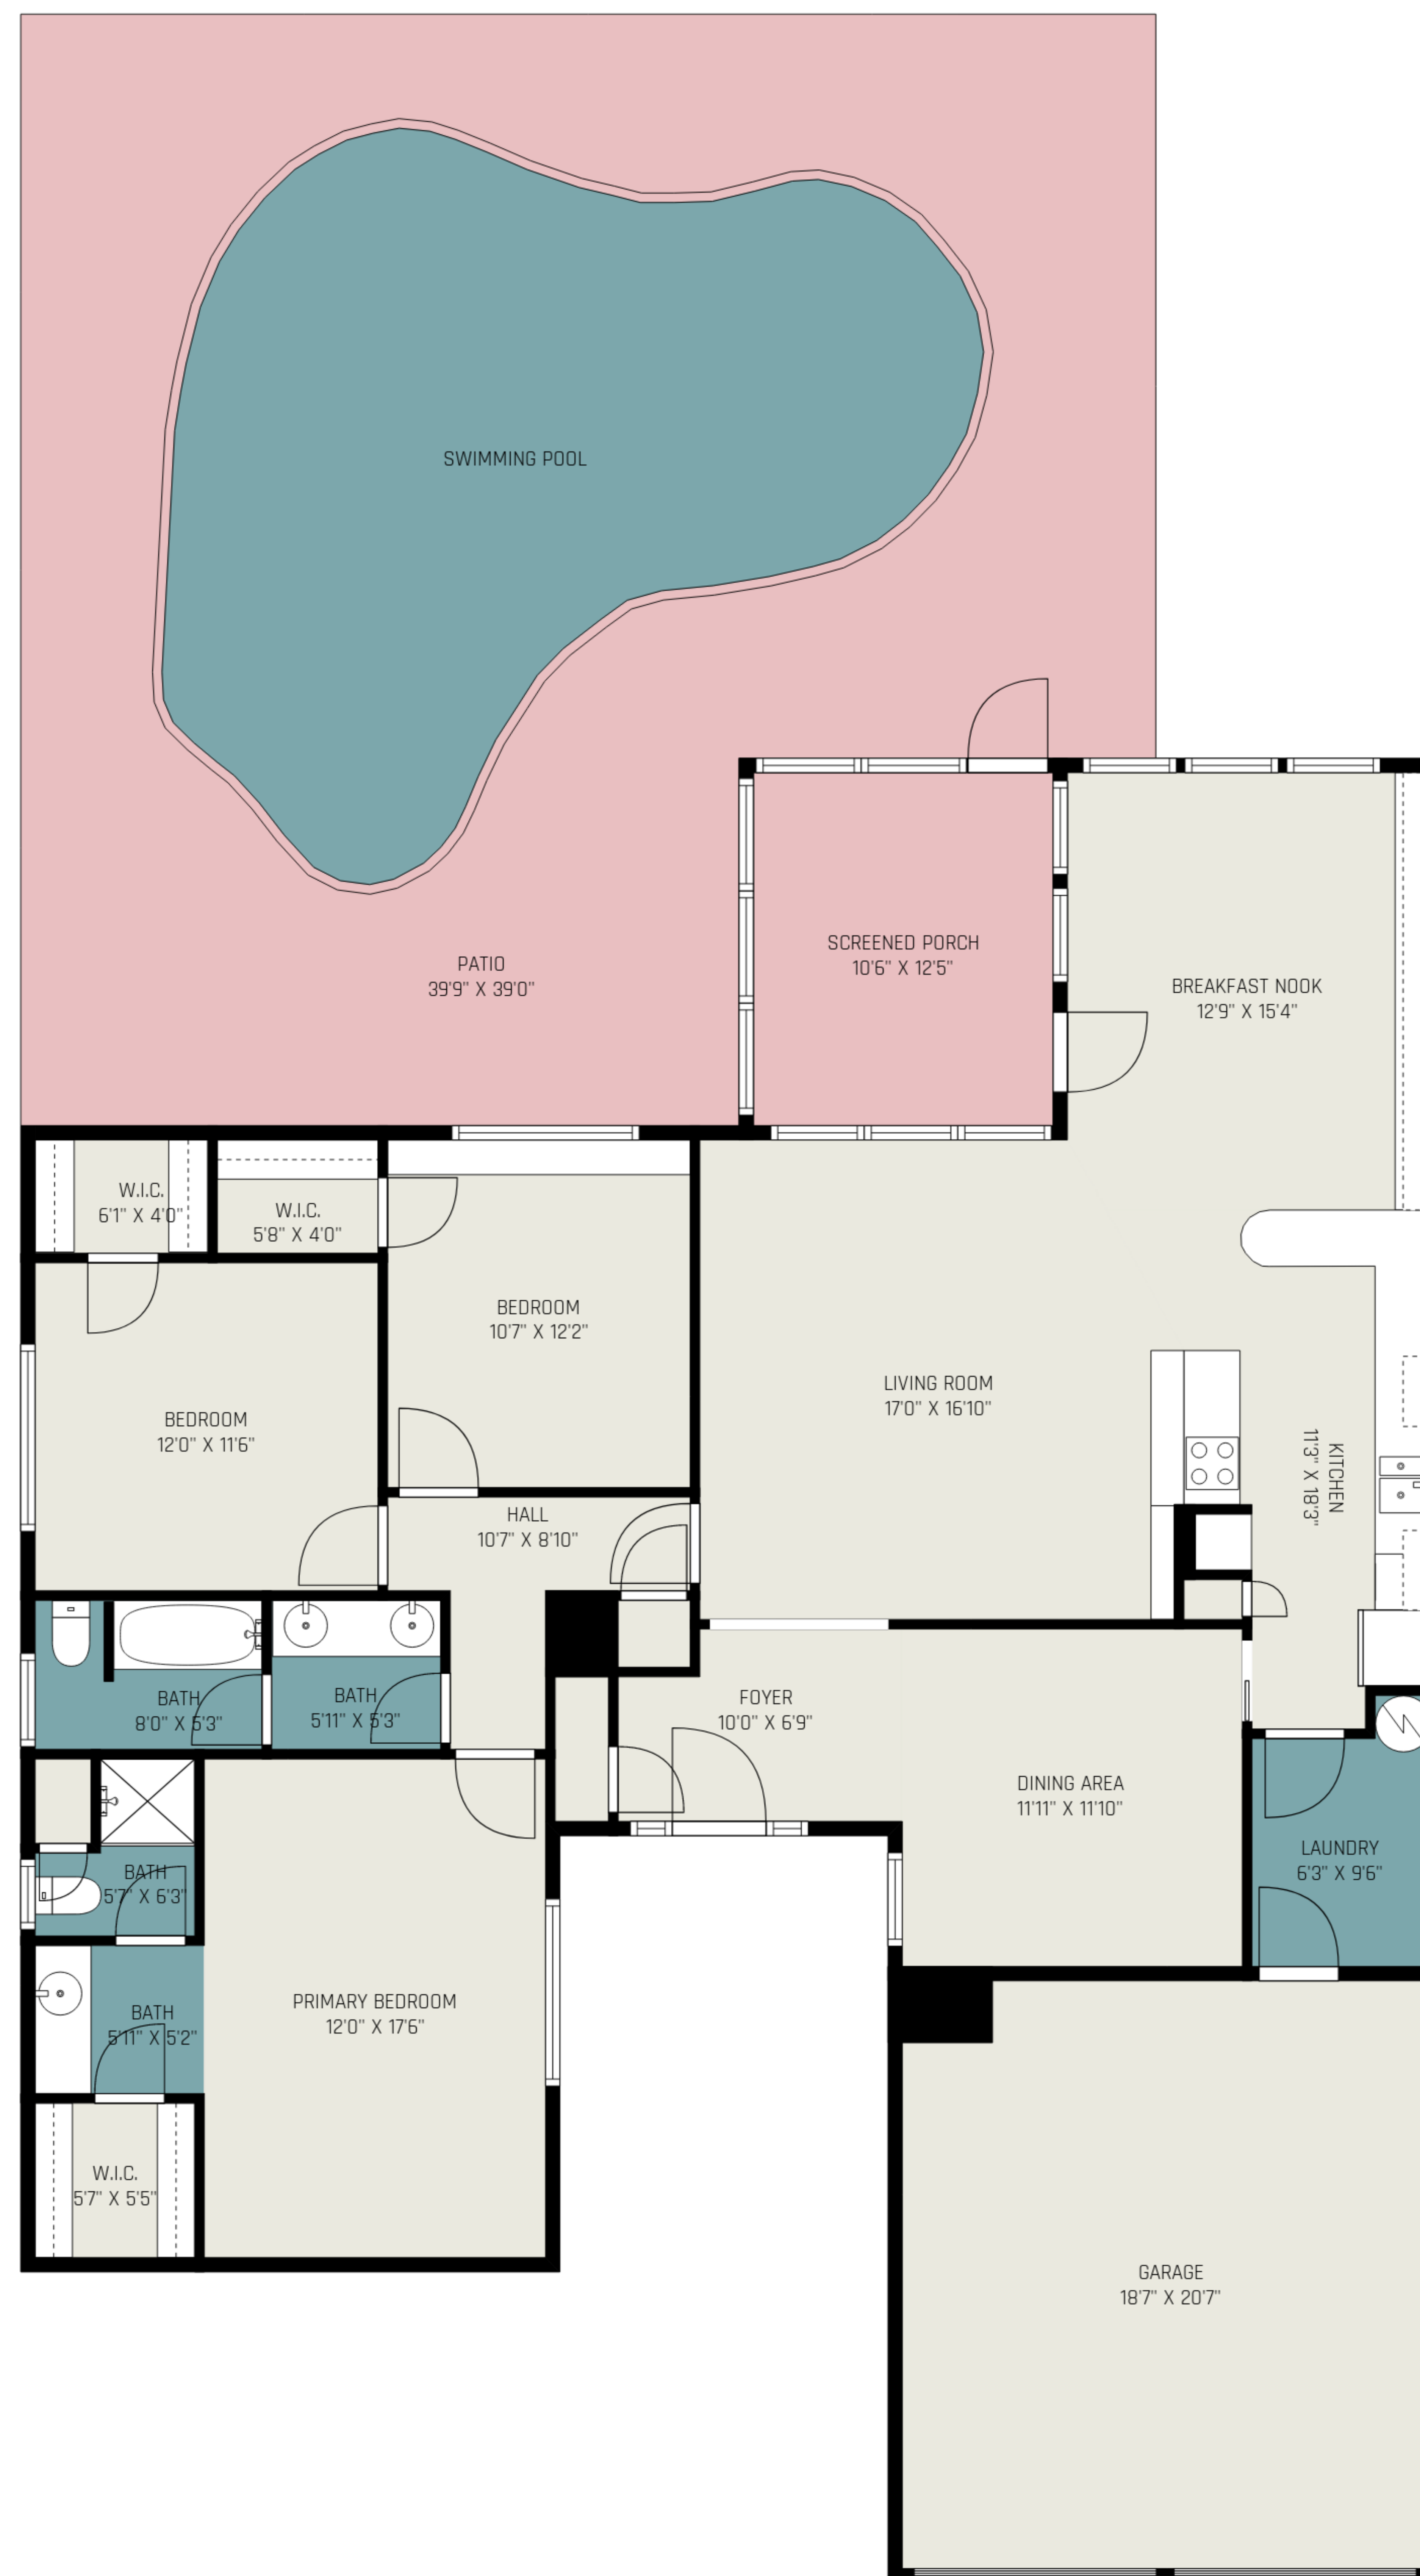 SWIMMING POOL
PATIO
39'9" X 39'0"
SCREENED PORCH
10'6" X 12'5"
BREAKFAST NOOK
12'9" X 15'4"
W.I.C.
6'1" X 4'0"
W.I.C.
5'8" X 4'0"
BEDROOM
10'7" X 12'2"
BEDROOM
12'0" X 11'6"
LIVING ROOM
17'0" X 16'10"
KITCHEN
11'3" X 18'3"
HALL
10'7" X 8'10"
BATH
8'0" X 5'3"
BATH
5'11" X 5'3"
FOYER
10'0" X 6'9"
DINING AREA
11'11" X 11'10"
LAUNDRY
6'3" X 9'6"
BATH
5'7" X 6'3"
PRIMARY BEDROOM
12'0" X 17'6"
BATH
5'11" X 5'2"
W.I.C.
5'7" X 5'5"
GARAGE
18'7" X 20'7"